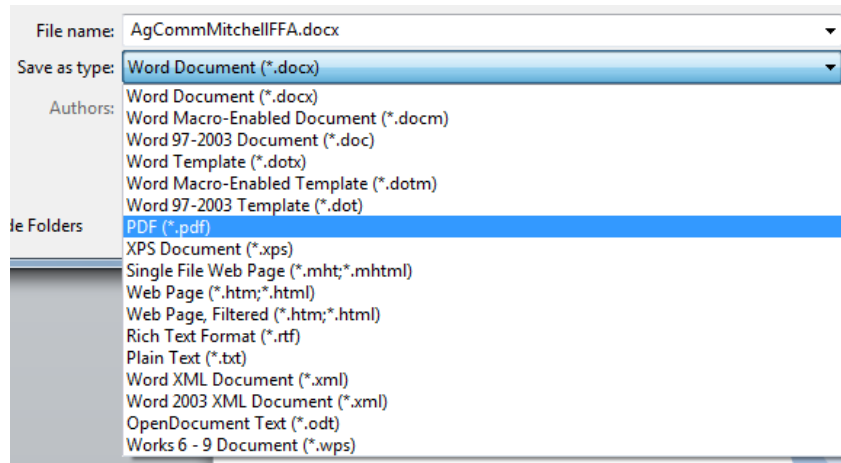 File name: AgCommMitchellFFA.docx
Save as type: Word Document (*.docx)
Authors:
Word Document (*.docx)
Word Macro-Enabled Document (*.docm)
Word 97-2003 Document (*.doc)
Word Template (*.dotx)
Word Macro-Enabled Template (*.dotm)
Word 97-2003 Template (*.dot)
de Folders
PDF (*.pdf)
XPS Document (*.xps)
Single File Web Page (*.mht;*.mhtml)
Web Page (*.htm;*.html)
Web Page, Filtered (*.htm;*.html)
Rich Text Format (*.rtf)
Plain Text (*.txt)
Word XML Document (*.xml)
Word 2003 XML Document (*.xml)
OpenDocument Text (*.odt)
Works 6 - 9 Document (*.wps)